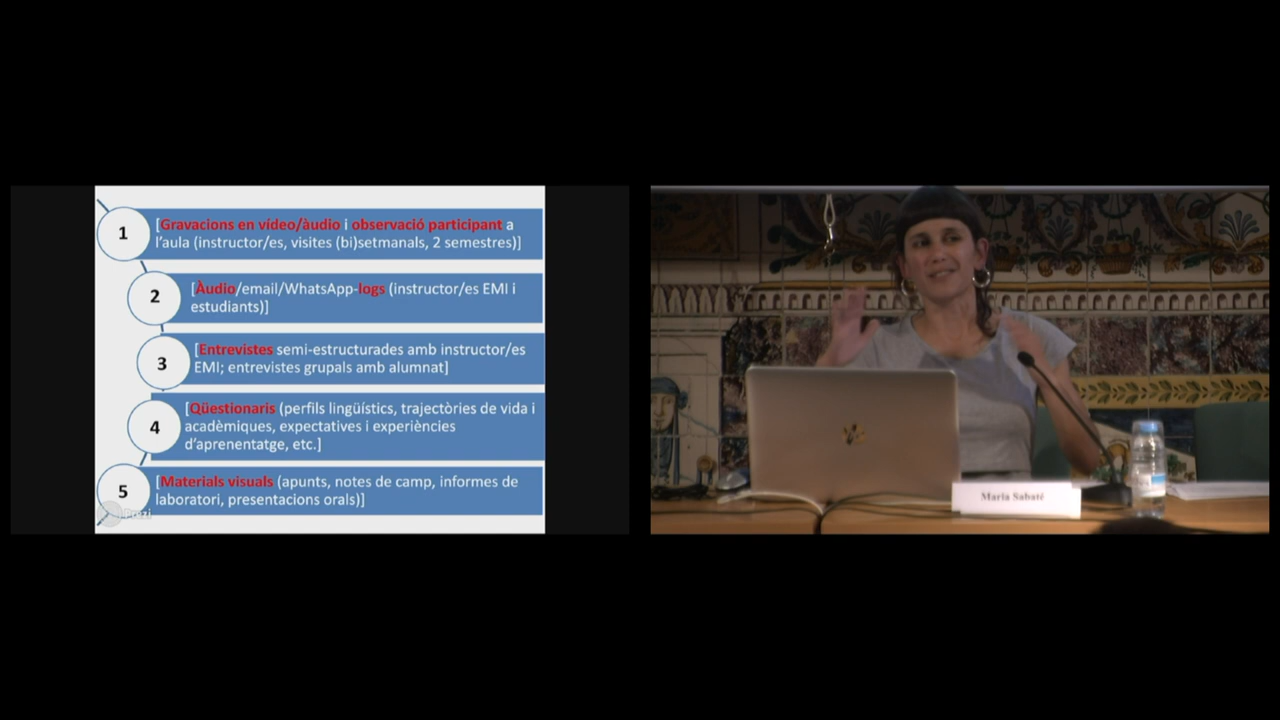 1
[Gravacions en vídeo/àudio i observació participant a
l'aula (instructor/es, visites (bi)setmanals, 2 semestres)]
2
[Àudio/email/WhatsApp-logs (instructor/es EMI i
estudiants)]
3
[Entrevistes semi-estructurades amb instructor/es
EMI; entrevistes grupals amb alumnat]
4
[Qüestionaris (perfils lingüístics, trajectòries de vida i
acadèmiques, expectatives i experiències
d'aprenentatge, etc.]
5
[Materials visuals (apunts, notes de camp, informes de
laboratori, presentacions orals)]
Prezi
Maria Sabaté